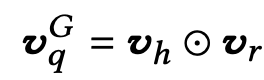 𝒗_q^G = 𝒗_h ⊙ 𝒗_r